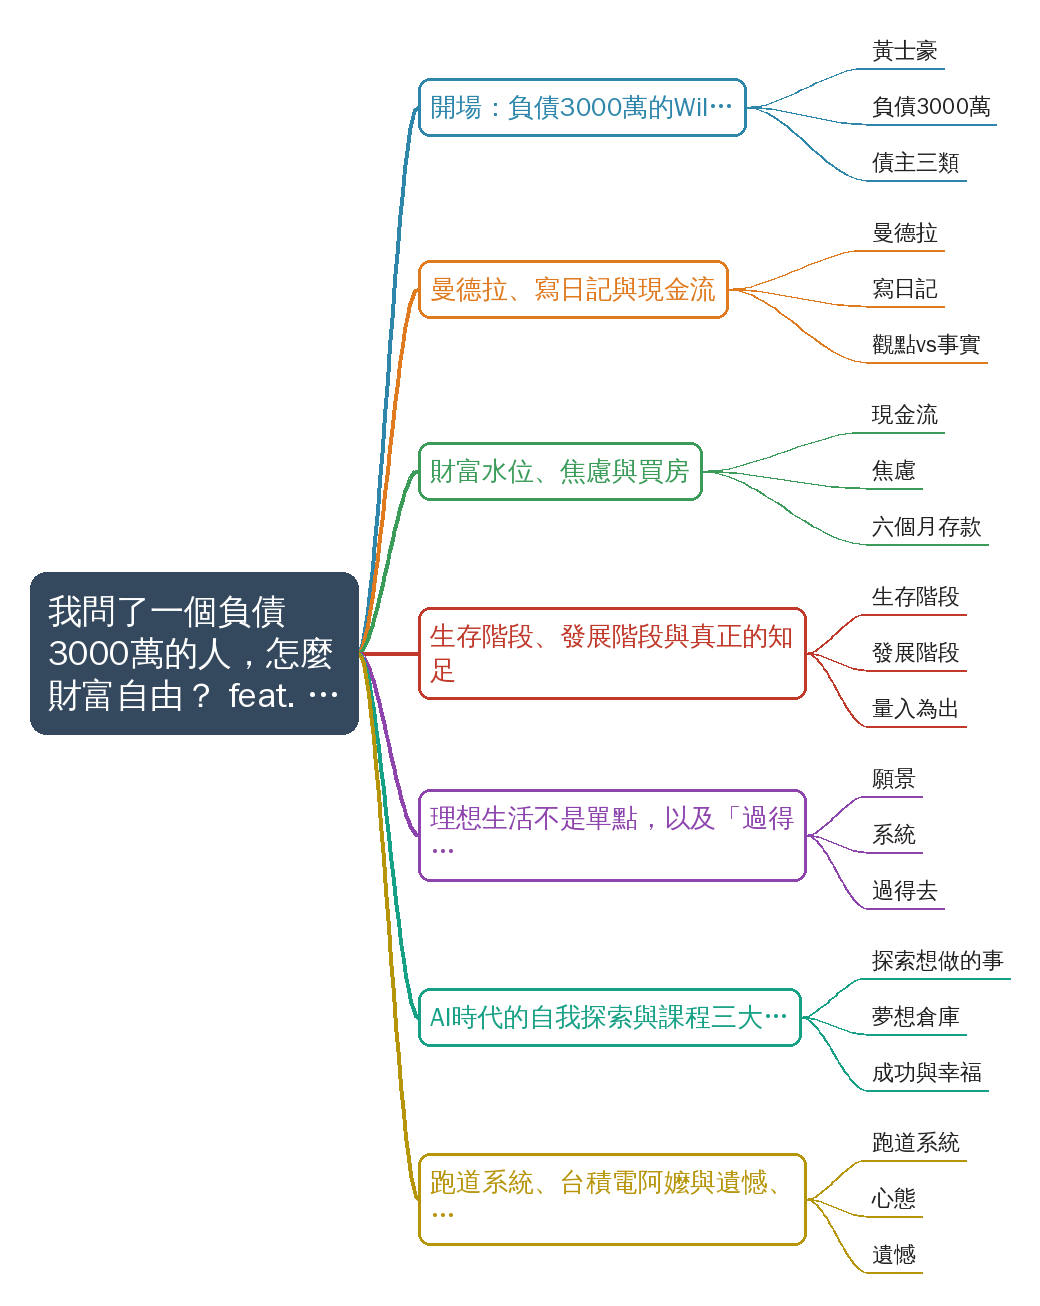 我問了一個負債
3000萬的人，怎麼
財富自由？ feat. …
開場：負債3000萬的Wil…
黃士豪
負債3000萬
債主三類
曼德拉、寫日記與現金流
曼德拉
寫日記
觀點vs事實
財富水位、焦慮與買房
現金流
焦慮
六個月存款
生存階段、發展階段與真正的知
足
生存階段
發展階段
量入為出
理想生活不是單點，以及「過得
…
願景
系統
過得去
AI時代的自我探索與課程三大…
探索想做的事
夢想倉庫
成功與幸福
跑道系統、台積電阿嬤與遺憾、
…
跑道系統
心態
遺憾